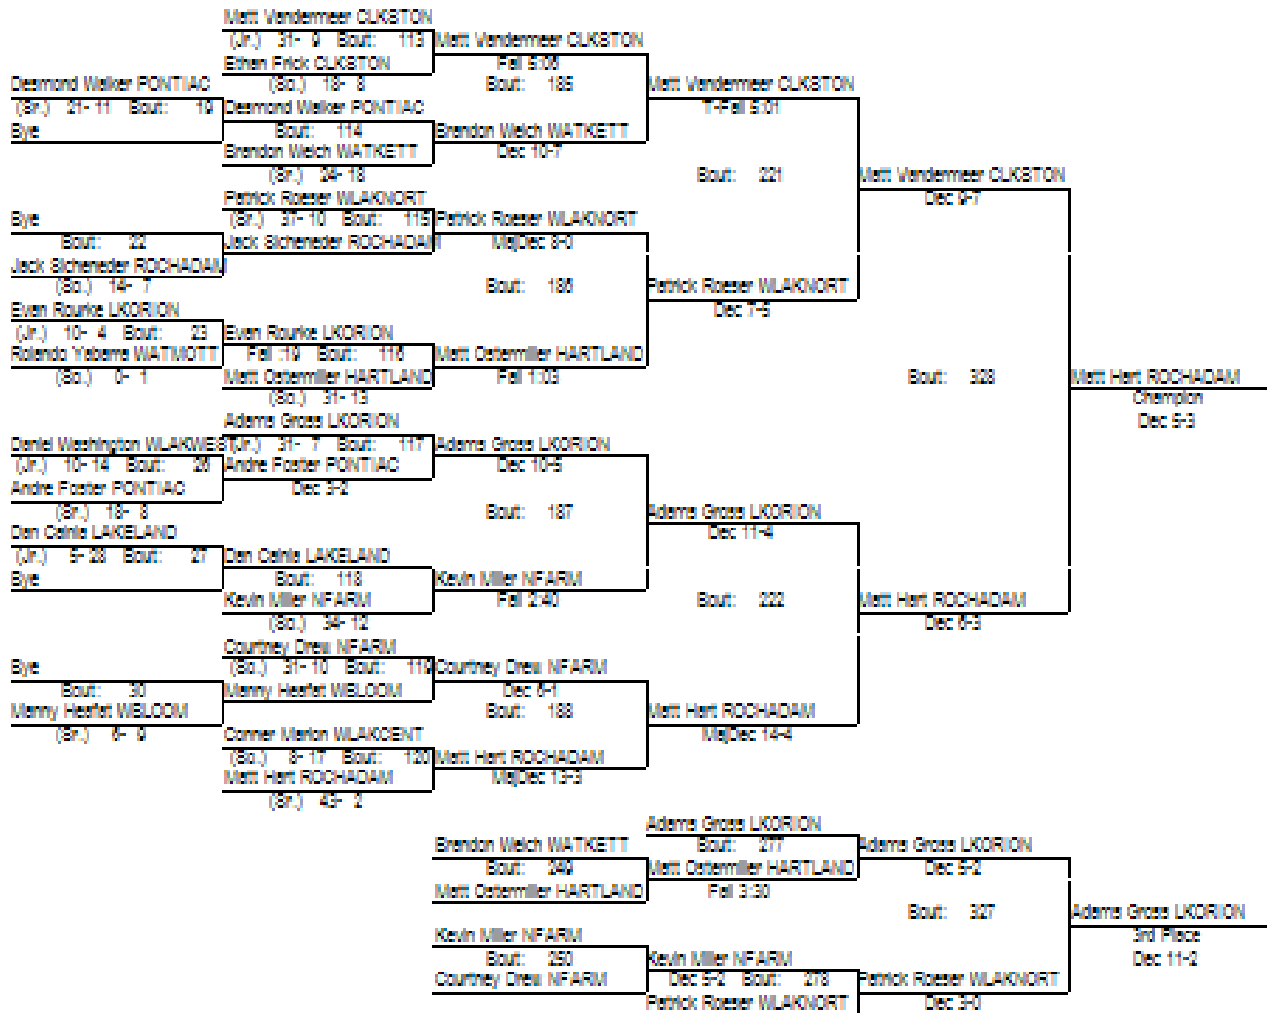 Matt Vandermeer CLKSTON
(Jr.) 31- 9 Bout: 113 Matt Vandermeer CLKSTON
Ethan Frick CLKSTON Fall 5:06
Desmond Walker PONTIAC (So.) 18- 8 Bout: 185 Matt Vandermeer CLKSTON
(Sr.) 21- 11 Bout: 19 Desmond Walker PONTIAC T-Fall 5:01
Bye Bout: 114 Brendon Welch WATKETT
Brendon Welch WATKETT Dec 10-7
(Sr.) 24- 18 Bout: 221 Matt Vandermeer CLKSTON
Patrick Roeser WLAKNORT Dec 9-7
Bye (Sr.) 37- 10 Bout: 115 Patrick Roeser WLAKNORT
Bout: 22 Jack Sicheneder ROCHADAM MajDec 8-0
Jack Sicheneder ROCHADAM
(So.) 14- 7 Bout: 186 Patrick Roeser WLAKNORT
Evan Rourke LKORION Dec 7-5
(Jr.) 10- 4 Bout: 23 Evan Rourke LKORION
Rolando WATMOTT Fall :19 Bout: 116 Matt Ostermiller HARTLAND
(So.) 0- 1 Matt Ostermiller HARTLAND Fall 1:03 Bout: 328 Matt Hart ROCHADAM
(So.) 31- 13 Champion
Adams Gross LKORION Dec 5-3
Daniel Washington WLAKWEST (Jr.) 31- 7 Bout: 117 Adams Gross LKORION
(Jr.) 10- 14 Bout: 26 Andre Foster PONTIAC Dec 10-5
Andre Foster PONTIAC Dec 3-2
(Sr.) 18- 8 Bout: 187 Adams Gross LKORION
Dan LAKELAND Dec 11-4
(Jr.) 5- 28 Bout: 27 Dan LAKELAND
Bye Bout: 118 Kevin Miller NFARM
Kevin Miller NFARM Fall 2:40 Bout: 222 Matt Hart ROCHADAM
(So.) 34- 12 Dec 6-3
Courtney Drew NFARM
Bye (So.) 31- 10 Bout: 119 Courtney Drew NFARM
Bout: 30 Manny WBLOOM Dec 6-1
Manny WBLOOM Bout: 188 Matt Hart ROCHADAM
(Sr.) 6- 9 Conner Marion WLAKCENT MajDec 14-4
(So.) 8- 17 Bout: 120 Matt Hart ROCHADAM
Matt Hart ROCHADAM MajDec 13-3
(Sr.) 43- 2
Adams Gross LKORION
Brendon Welch WATKETT Bout: 277 Adams Gross LKORION
Bout: 249 Matt Ostermiller HARTLAND Dec 5-2
Matt Ostermiller HARTLAND Fall 3:30
Bout: 327 Adams Gross LKORION
Kevin Miller NFARM 3rd Place
Bout: 250 Kevin Miller NFARM Dec 11-2
Courtney Drew NFARM Dec 5-2 Bout: 278 Patrick Roeser WLAKNORT
Patrick Roeser WLAKNORT Dec 3-0